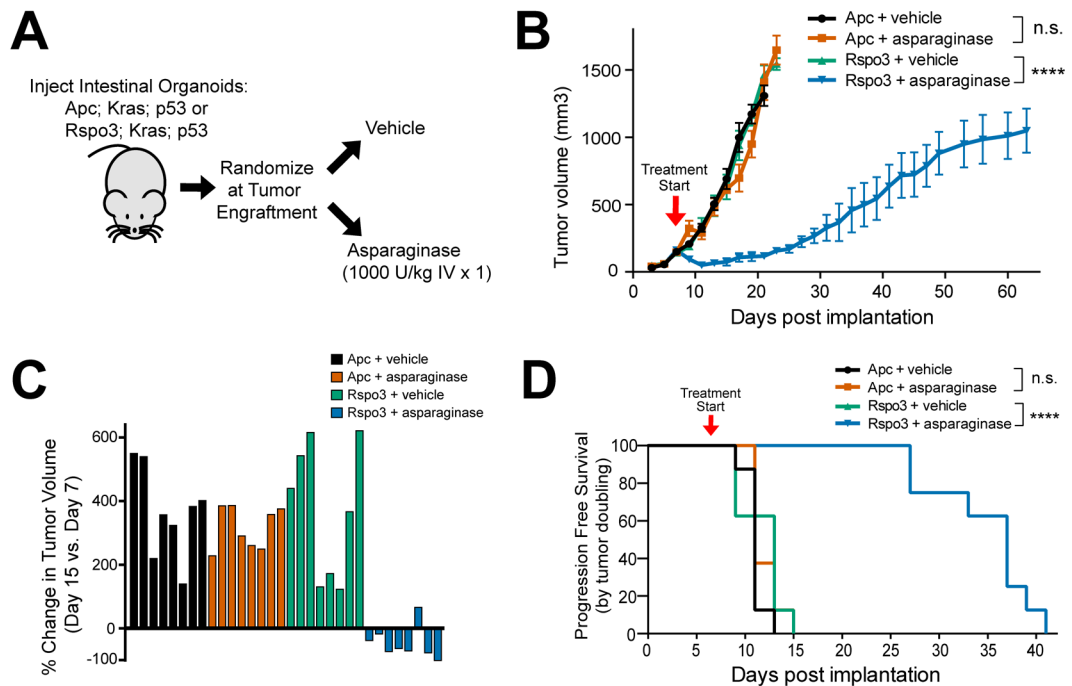 A
Inject Intestinal Organoids:
Apc; Kras; p53 or
Rspo3; Kras; p53
Randomize
at Tumor
Engraftment
Vehicle
Asparaginase
(1000 U/kg IV x 1)
B
Apc + vehicle
Apc + asparaginase
Rspo3 + vehicle
Rspo3 + asparaginase
n.s.
****
Treatment
Start
Tumor volume (mm3)
1500
1000
500
0
0 10 20 30 40 50 60
Days post implantation
C
Apc + vehicle
Apc + asparaginase
Rspo3 + vehicle
Rspo3 + asparaginase
% Change in Tumor Volume
(Day 15 vs. Day 7)
600
400
200
0
-100
D
Apc + vehicle
Apc + asparaginase
Rspo3 + vehicle
Rspo3 + asparaginase
n.s.
****
Treatment
Start
Progression Free Survival
(by tumor doubling)
100
80
60
40
20
0
0 5 10 15 20 25 30 35 40
Days post implantation